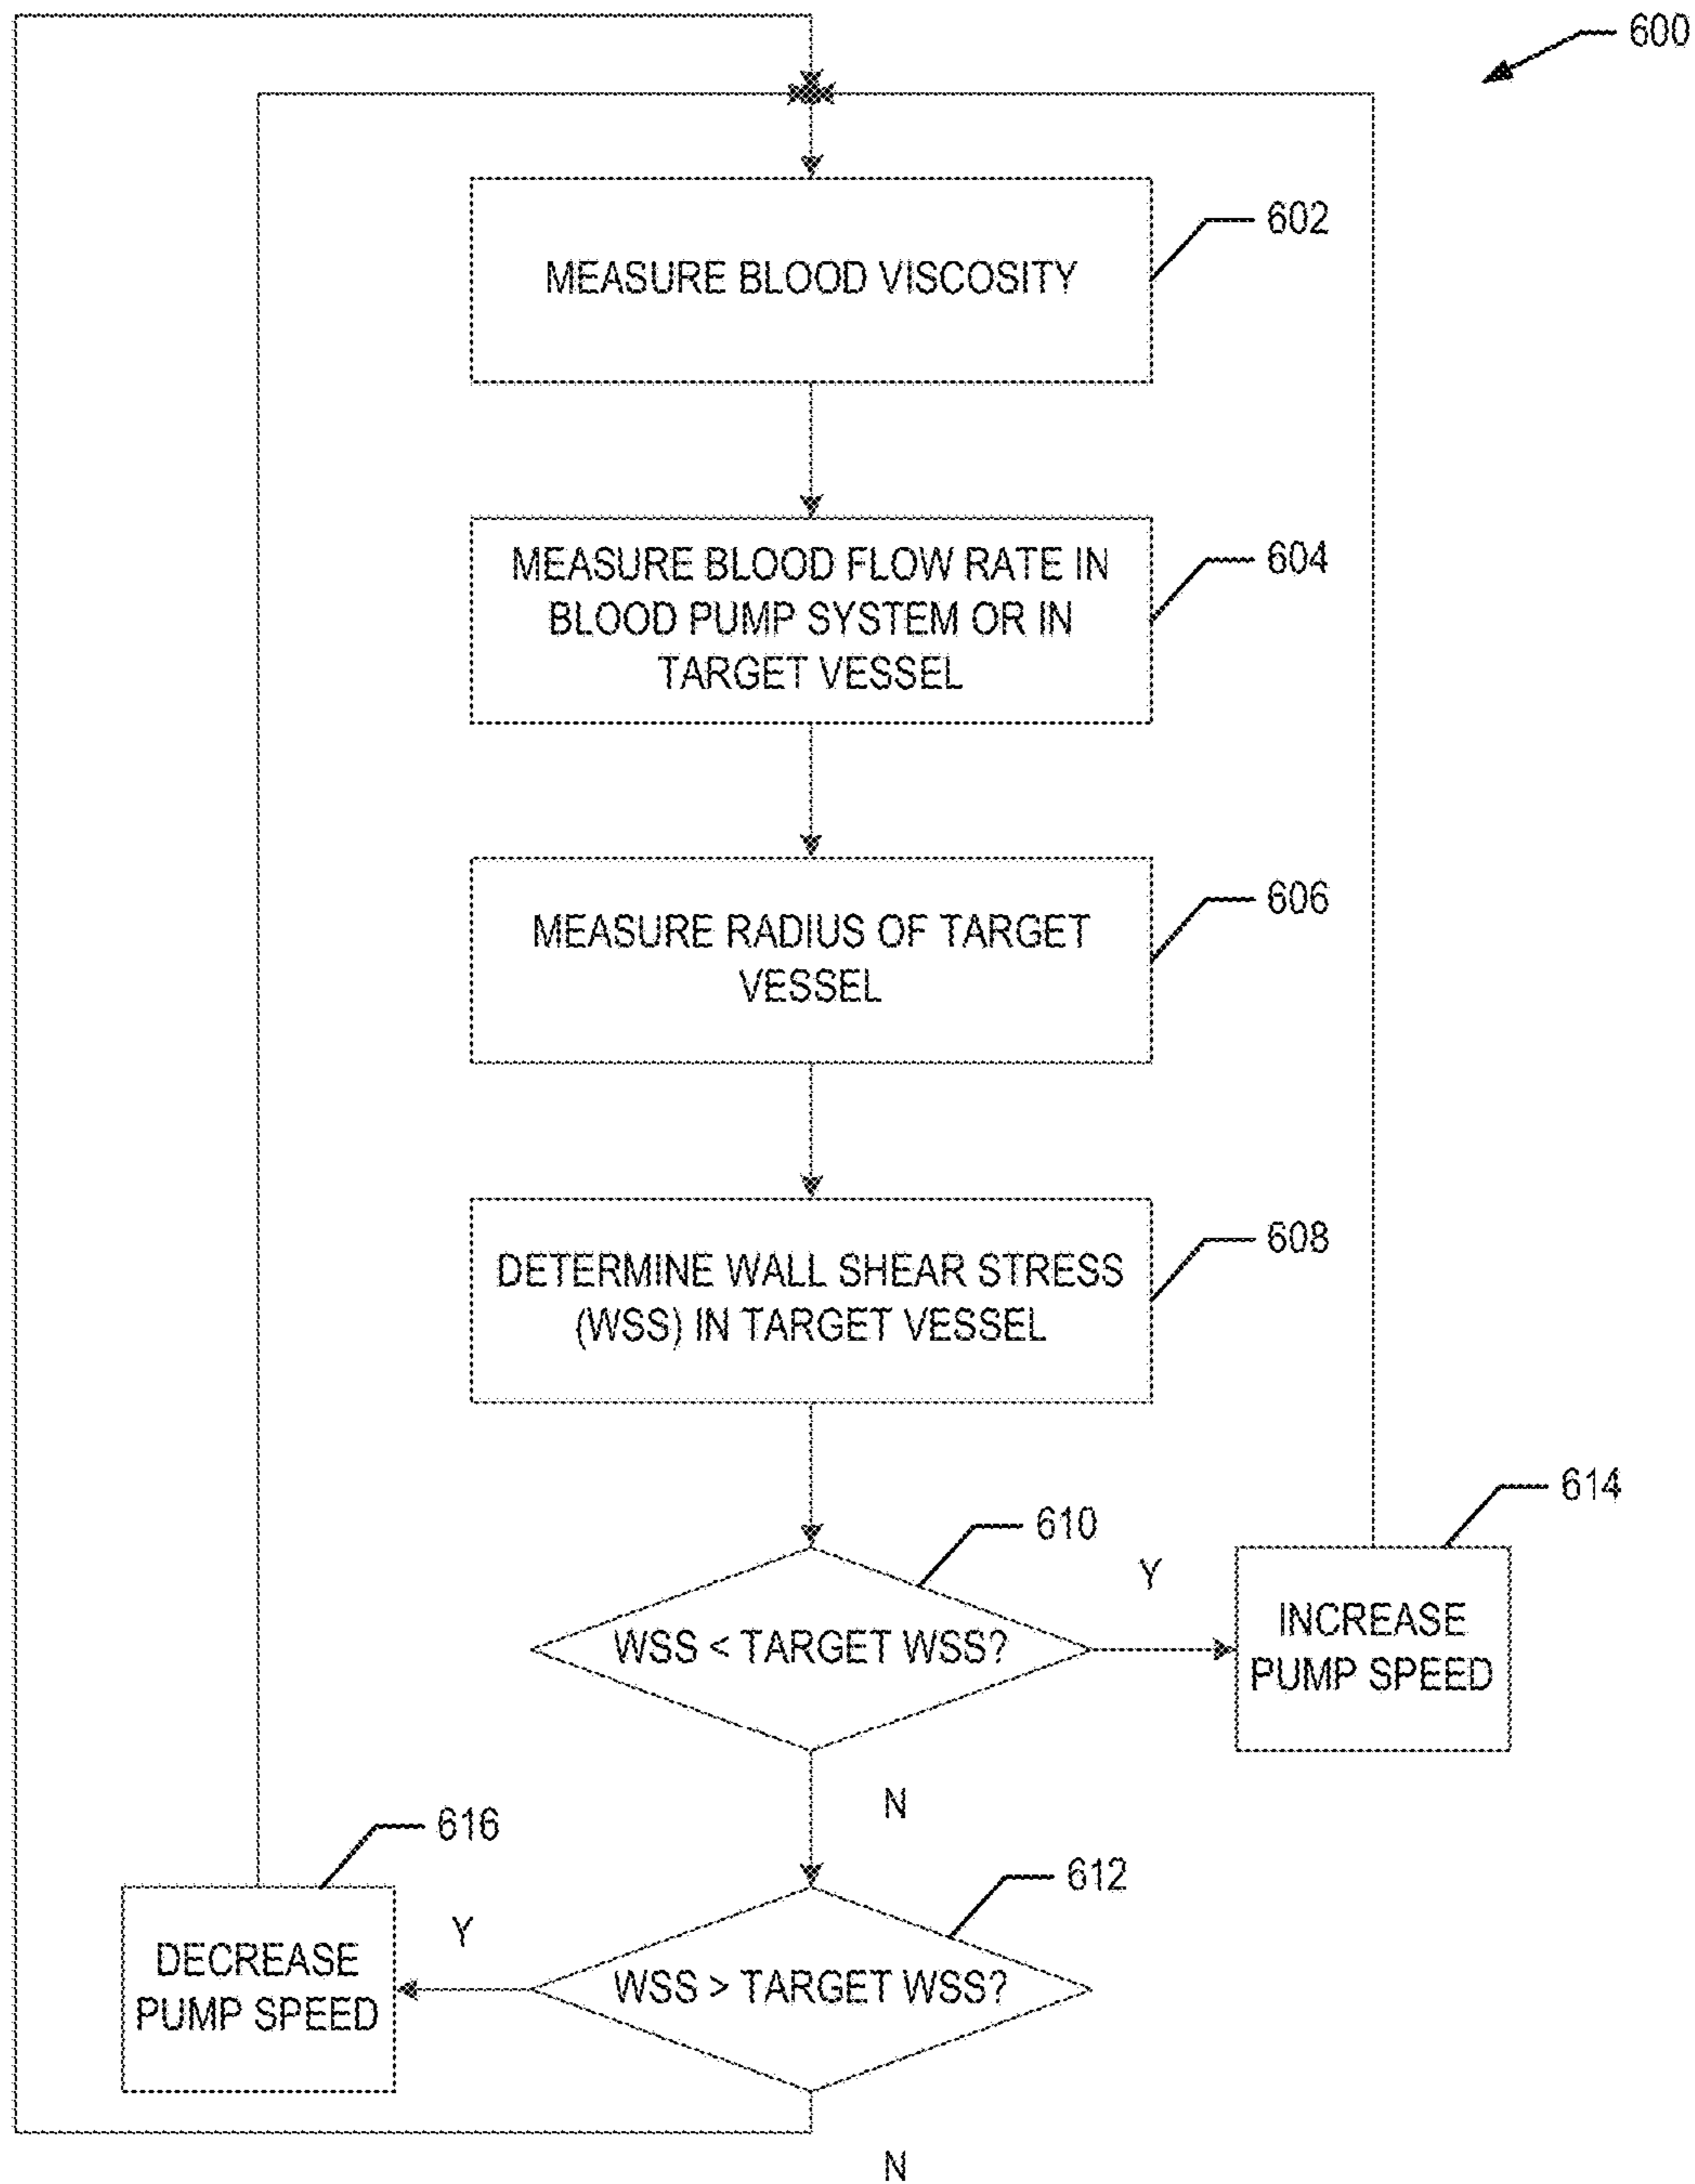 600
MEASURE BLOOD VISCOSITY
602
MEASURE BLOOD FLOW RATE IN
BLOOD PUMP SYSTEM OR IN
TARGET VESSEL
604
MEASURE RADIUS OF TARGET
VESSEL
606
DETERMINE WALL SHEAR STRESS
(WSS) IN TARGET VESSEL
608
610
WSS < TARGET WSS?
Y
614
INCREASE
PUMP SPEED
N
612
WSS > TARGET WSS?
Y
616
DECREASE
PUMP SPEED
N